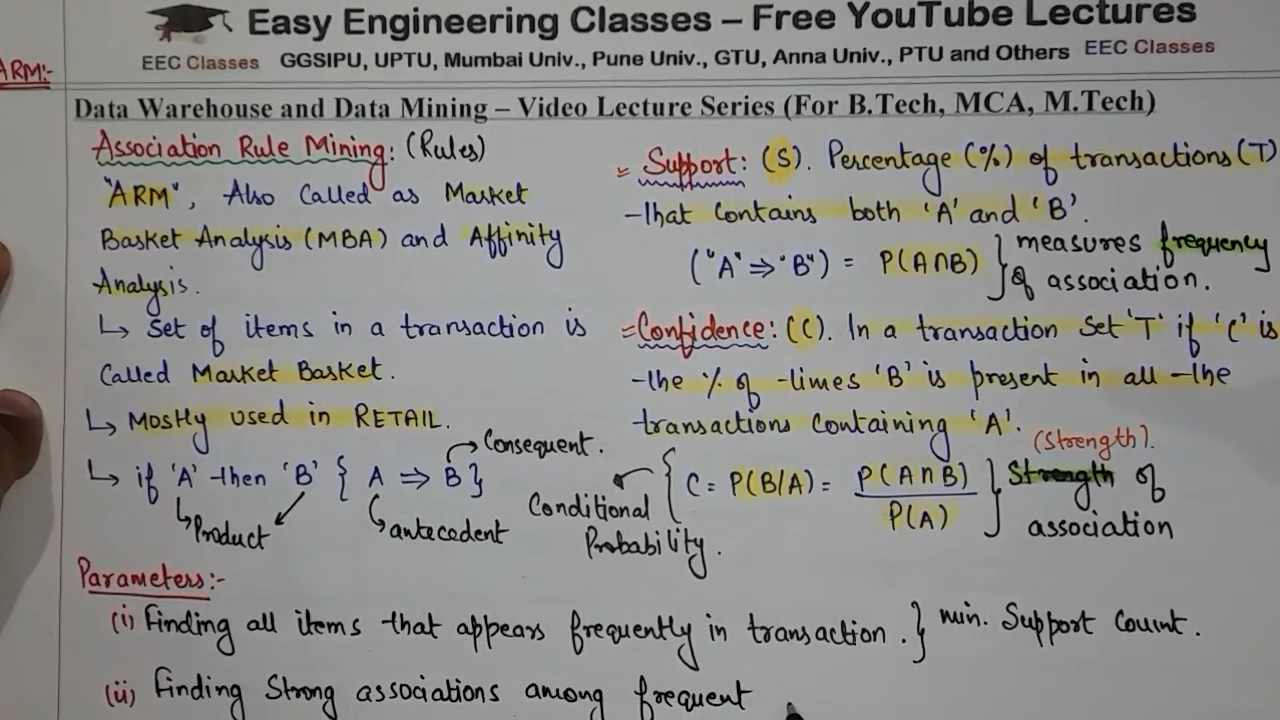 Easy Engineering Classes – Free YouTube Lectures
EEC Classes GGSIPU, UPTU, Mumbai Univ., Pune Univ., GTU, Anna Univ., PTU and Others EEC Classes
ARM:-
Data Warehouse and Data Mining – Video Lecture Series (For B.Tech, MCA, M.Tech)
Association Rule Mining: (Rules)
"ARM", Also Called as Market
Basket Analysis (MBA) and Affinity
Analysis.
↳ Set of items in a transaction is
Called Market Basket.
↳ Mostly used in RETAIL.
↳ if 'A' then 'B' { A ⇒ B }
Consequent.
Product
antecedent
= Support: (S). Percentage (%) of transactions (T)
that contains both 'A' and 'B'.
("A" ⇒ "B") = P(A∩B) } measures frequency
of association.
= Confidence: (C). In a transaction set 'T' if 'C' is
the % of times 'B' is present in all the
transactions containing 'A'.
(Strength).
{ C = P(B/A) = P(A∩B) / P(A) } Strength of
association
Conditional
Probability.
Parameters:-
(i) Finding all items that appears frequently in transaction. } min. Support Count.
(ii) Finding Strong associations among frequent